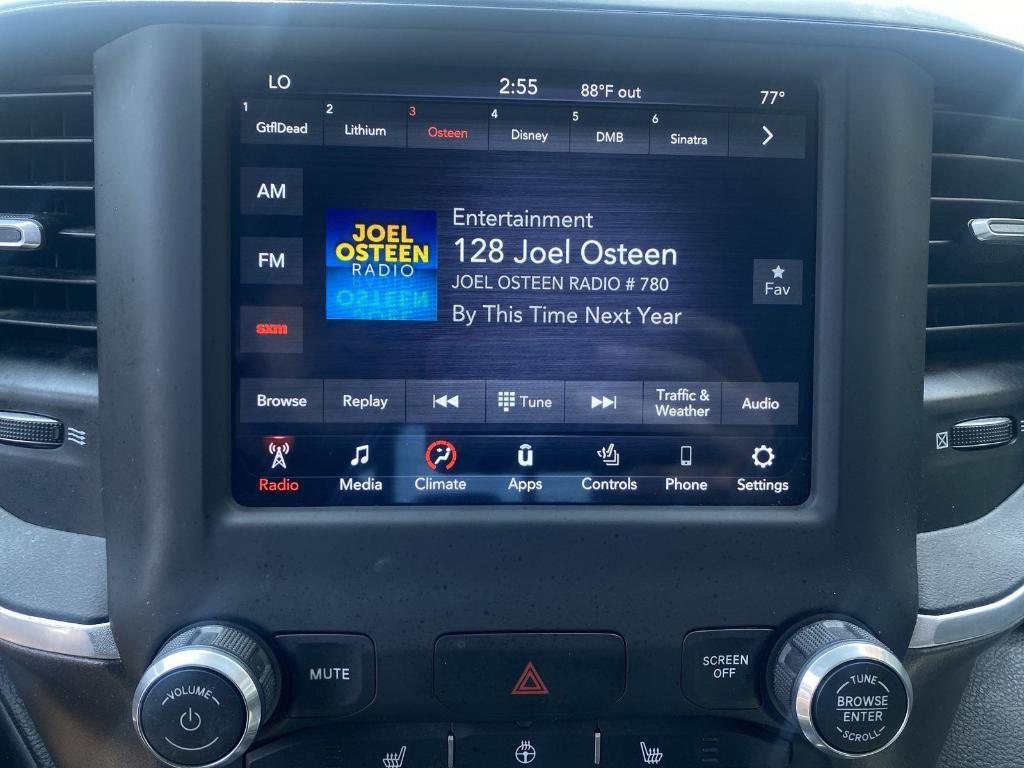 LO 2:55 88°F out 77°
1 GtflDead 2 Lithium 3 Osteen 4 Disney 5 DMB 6 Sinatra
AM
FM
sxm
JOEL
OSTEEN
RADIO
Entertainment
128 Joel Osteen
JOEL OSTEEN RADIO # 780
By This Time Next Year
Fav
Browse Replay Tune Traffic & Weather Audio
Radio Media Climate Apps Controls Phone Settings
VOLUME
MUTE
SCREEN
OFF
TUNE
BROWSE
ENTER
SCROLL